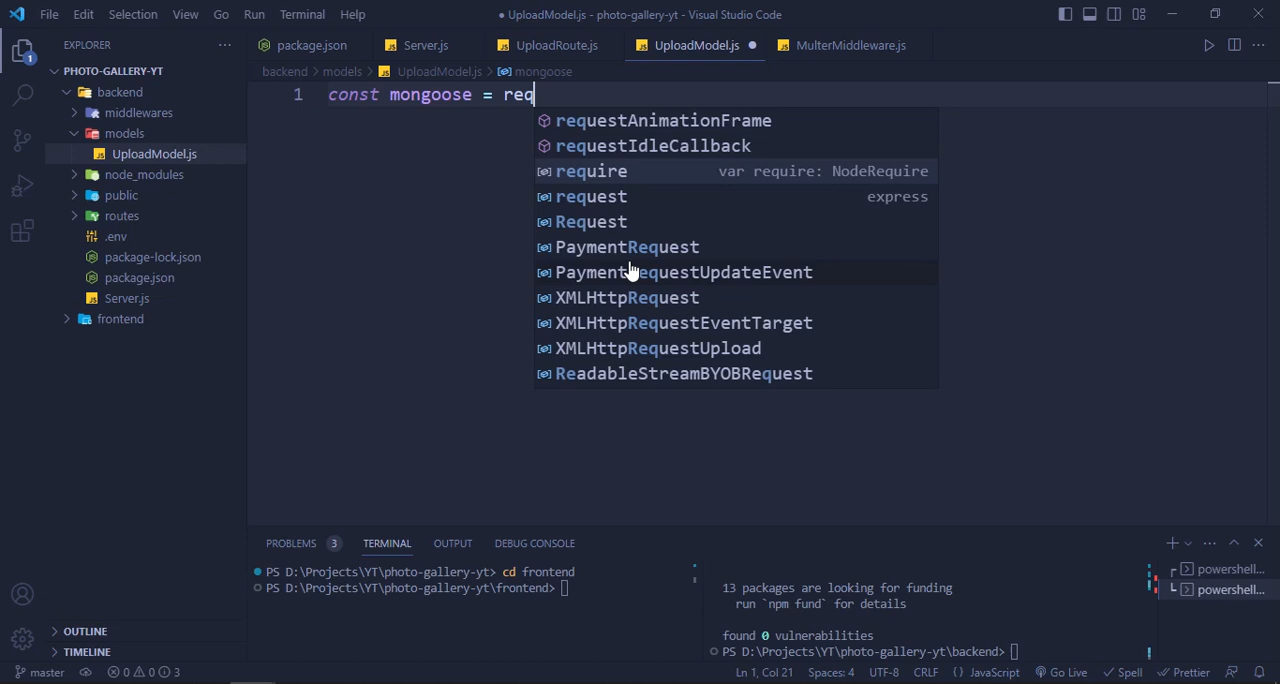 File Edit Selection View Go Run Terminal Help
● UploadModel.js - photo-gallery-yt - Visual Studio Code
EXPLORER
1
PHOTO-GALLERY-YT
backend
middlewares
models
UploadModel.js
node_modules
public
routes
.env
package-lock.json
package.json
Server.js
frontend
OUTLINE
TIMELINE
package.json Server.js UploadRoute.js UploadModel.js MulterMiddleware.js
backend > models > UploadModel.js > mongoose
1 const mongoose = req
requestAnimationFrame
requestIdleCallback
require var require: NodeRequire
request express
Request
PaymentRequest
PaymentRequestUpdateEvent
XMLHttpRequest
XMLHttpRequestEventTarget
XMLHttpRequestUpload
ReadableStreamBYOBRequest
PROBLEMS 3 TERMINAL OUTPUT DEBUG CONSOLE
PS D:\Projects\YT\photo-gallery-yt> cd frontend
PS D:\Projects\YT\photo-gallery-yt\frontend>
13 packages are looking for funding
run `npm fund` for details
found 0 vulnerabilities
PS D:\Projects\YT\photo-gallery-yt\backend>
powershell...
powershell...
master 0 0 3 Ln 1, Col 21 Spaces: 4 UTF-8 CRLF {} JavaScript Go Live Spell Prettier